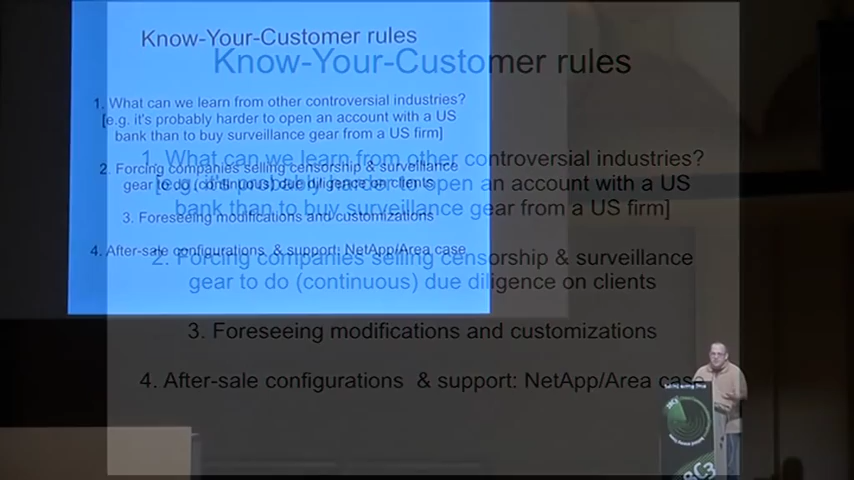 Know-Your-Customer rules
1. What can we learn from other controversial industries?
[e.g. it's probably harder to open an account with a US
bank than to buy surveillance gear from a US firm]
2. Forcing companies selling censorship & surveillance
gear to do (continuous) due diligence on clients
3. Foreseeing modifications and customizations
4. After-sale configurations & support: NetApp/Area case
Know-Your-Customer rules
1. What can we learn from other controversial industries?
[e.g. it's probably harder to open an account with a US
bank than to buy surveillance gear from a US firm]
2. Forcing companies selling censorship & surveillance
gear to do (continuous) due diligence on clients
3. Foreseeing modifications and customizations
4. After-sale configurations & support: NetApp/Area case